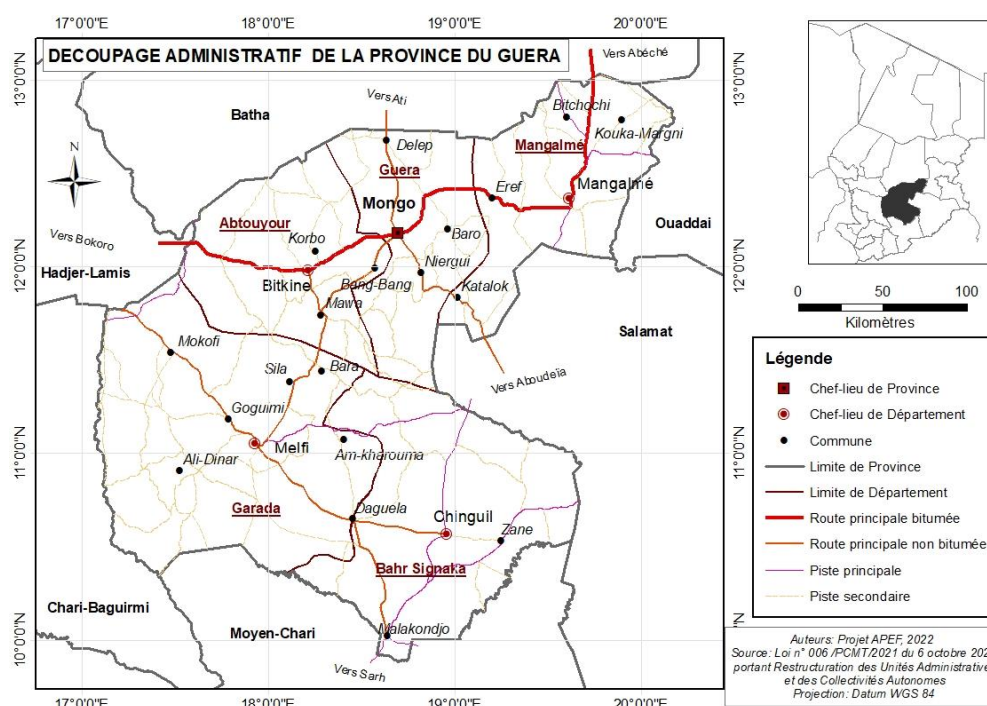 17°0'0"E 18°0'0"E 19°0'0"E 20°0'0"E
DECOUPAGE ADMINISTRATIF DE LA PROVINCE DU GUERA
Vers Abéché
13°0'0"N
13°0'0"N
Vers Ati
Batha
Bitchochi
Kouka-Margni
N
Delep
Mangalmé
Guera
Mangalmé
Mongo
Eref
Abtouyour
Ouaddai
Vers Bokoro
Korbo
Baro
Niergui
Hadjer-Lamis
12°0'0"N
12°0'0"N
Bitkine
Bang-Bang
Katalok
Mawa
Salamat
Mokofi
Sila
Bara
Vers Aboudeïa
Goguimi
Melfi
Am-kharouma
11°0'0"N
11°0'0"N
Ali-Dinar
Garada
Daguela
Chinguil
Zane
Bahr Signaka
Chari-Baguirmi
Moyen-Chari
Malakondjo
10°0'0"N
Vers Sarh
17°0'0"E 18°0'0"E 19°0'0"E 20°0'0"E
0 50 100
Kilomètres
Légende
Chef-lieu de Province
Chef-lieu de Département
Commune
Limite de Province
Limite de Département
Route principale bitumée
Route principale non bitumée
Piste principale
Piste secondaire
Auteurs: Projet APEF, 2022
Source: Loi n° 006 /PCMT/2021 du 6 octobre 202
portant Restructuration des Unités Administrative
et des Collectivités Autonomes
Projection: Datum WGS 84